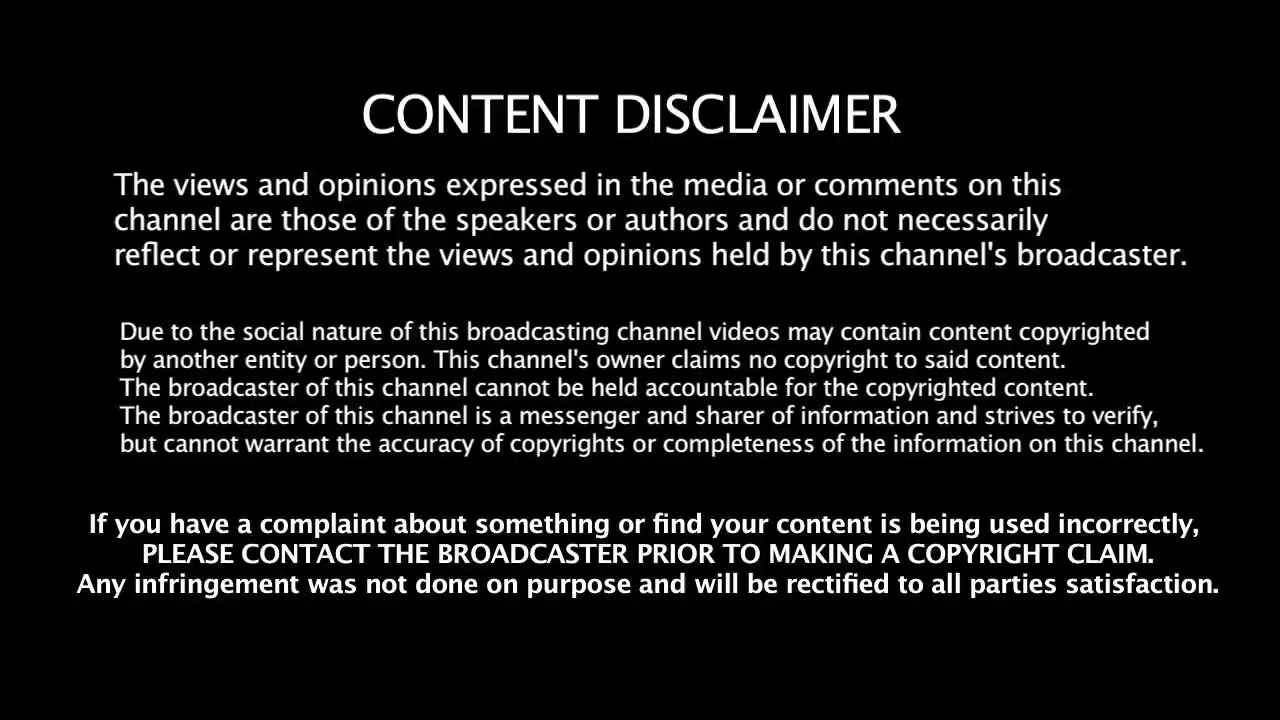 CONTENT DISCLAIMER
The views and opinions expressed in the media or comments on this
channel are those of the speakers or authors and do not necessarily
reflect or represent the views and opinions held by this channel's broadcaster.
Due to the social nature of this broadcasting channel videos may contain content copyrighted
by another entity or person. This channel's owner claims no copyright to said content.
The broadcaster of this channel cannot be held accountable for the copyrighted content.
The broadcaster of this channel is a messenger and sharer of information and strives to verify,
but cannot warrant the accuracy of copyrights or completeness of the information on this channel.
If you have a complaint about something or find your content is being used incorrectly,
PLEASE CONTACT THE BROADCASTER PRIOR TO MAKING A COPYRIGHT CLAIM.
Any infringement was not done on purpose and will be rectified to all parties satisfaction.